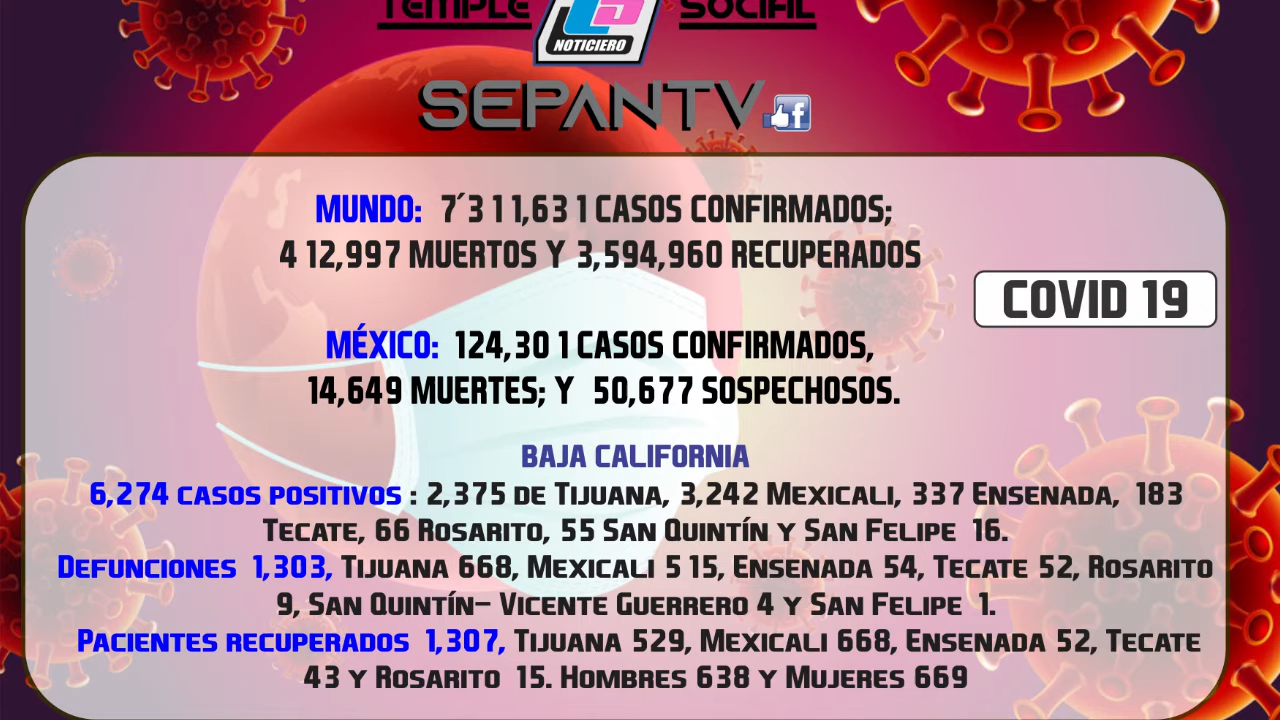 TEMPLE SOCIAL
NOTICIERO
SEPANTV
MUNDO: 7´311,631 CASOS CONFIRMADOS;
412,997 MUERTOS Y 3,594,960 RECUPERADOS
COVID 19
MÉXICO: 124,301 CASOS CONFIRMADOS,
14,649 MUERTES; Y 50,677 SOSPECHOSOS.
BAJA CALIFORNIA
6,274 CASOS POSITIVOS : 2,375 DE TIJUANA, 3,242 MEXICALI, 337 ENSENADA, 183
TECATE, 66 ROSARITO, 55 SAN QUINTÍN Y SAN FELIPE 16.
DEFUNCIONES 1,303, TIJUANA 668, MEXICALI 515, ENSENADA 54, TECATE 52, ROSARITO
9, SAN QUINTÍN– VICENTE GUERRERO 4 Y SAN FELIPE 1.
PACIENTES RECUPERADOS 1,307, TIJUANA 529, MEXICALI 668, ENSENADA 52, TECATE
43 Y ROSARITO 15. HOMBRES 638 Y MUJERES 669